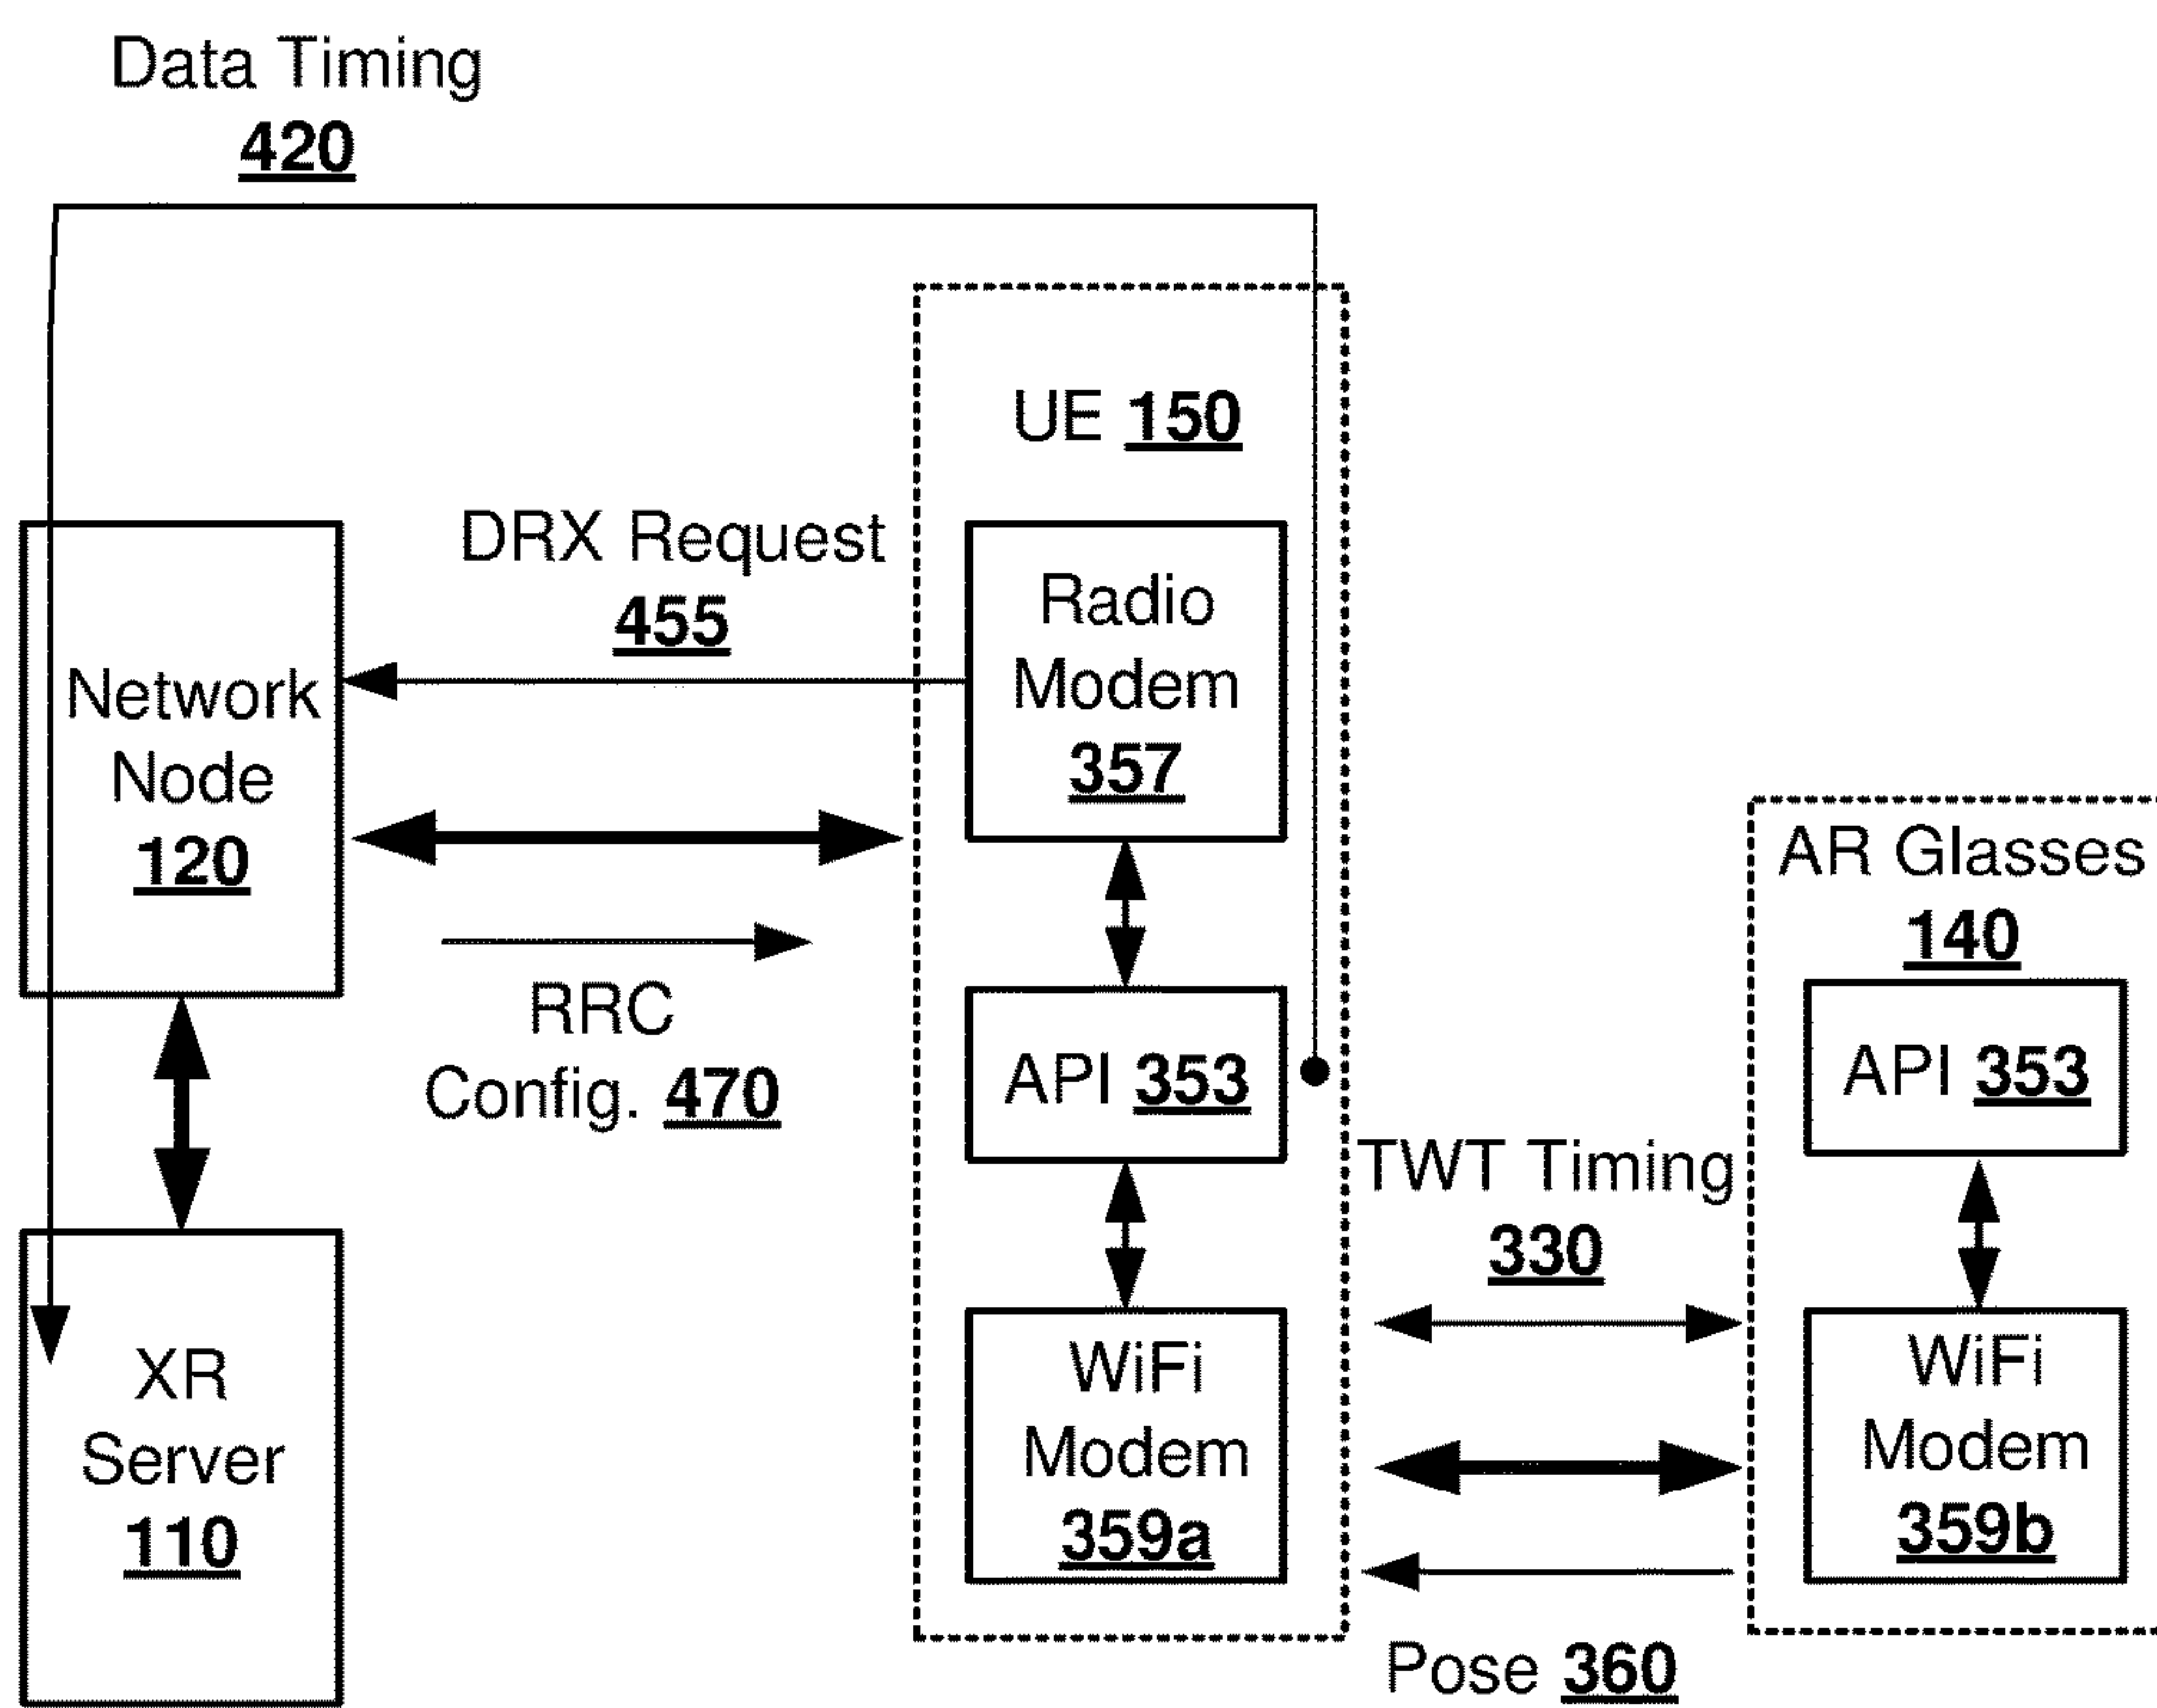 Data Timing
420
UE 150
DRX Request
455
Radio
Modem
357
Network
Node
120
RRC
Config. 470
API 353
AR Glasses
140
API 353
TWT Timing
330
XR
Server
110
WiFi
Modem
359a
WiFi
Modem
359b
Pose 360